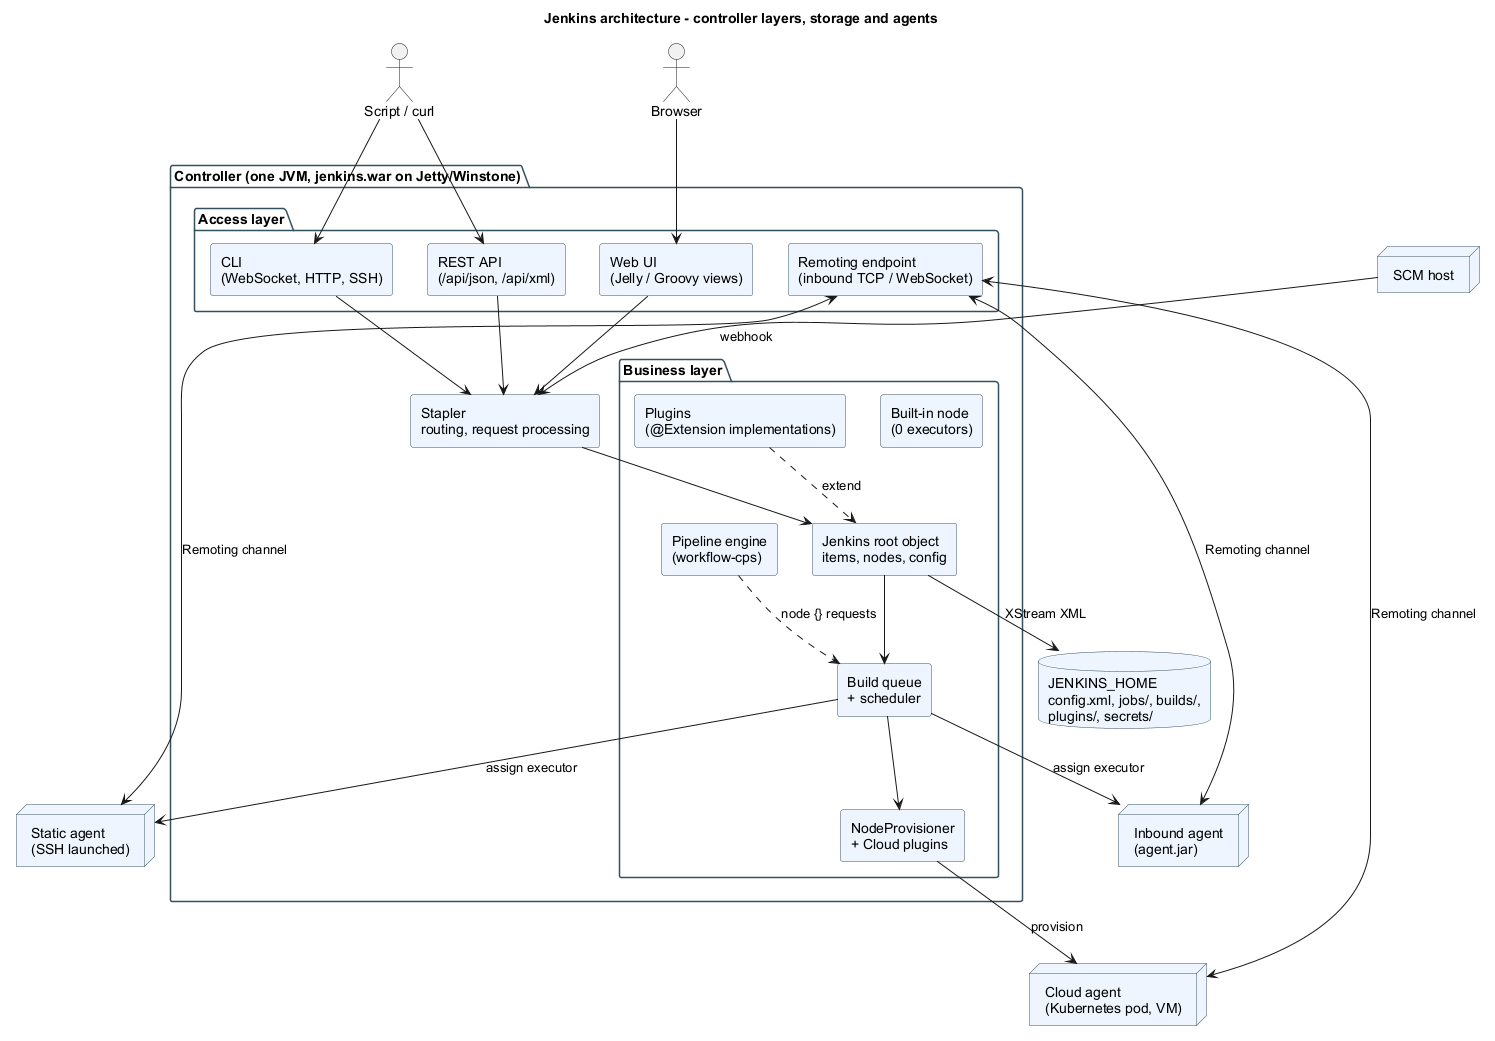 Jenkins architecture - controller layers, storage and agents
Script / curl
Browser
Controller (one JVM, jenkins.war on Jetty/Winstone)
Access layer
CLI
(WebSocket, HTTP, SSH)
REST API
(/api/json, /api/xml)
Web UI
(Jelly / Groovy views)
Remoting endpoint
(inbound TCP / WebSocket)
SCM host
webhook
Business layer
Stapler
routing, request processing
Plugins
(@Extension implementations)
Built-in node
(0 executors)
extend
Pipeline engine
(workflow-cps)
Jenkins root object
items, nodes, config
Remoting channel
Remoting channel
node {} requests
XStream XML
Remoting channel
Build queue
+ scheduler
JENKINS_HOME
config.xml, jobs/, builds/,
plugins/, secrets/
assign executor
assign executor
Static agent
(SSH launched)
NodeProvisioner
+ Cloud plugins
Inbound agent
(agent.jar)
provision
Cloud agent
(Kubernetes pod, VM)